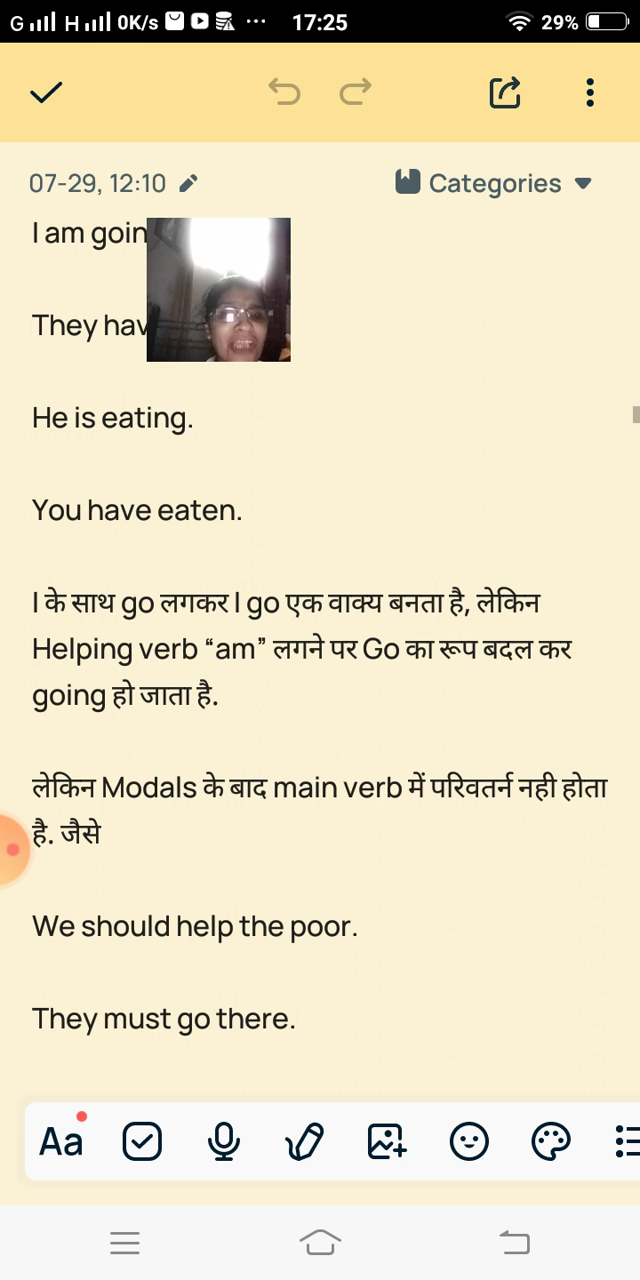 G H 0K/s ... 17:25 29%
07-29, 12:10 Categories
I am goin
They hav
He is eating.
You have eaten.
I के साथ go लगकर I go एक वाक्य बनता है, लेकिन
Helping verb “am” लगने पर Go का रूप बदल कर
going हो जाता है.
लेकिन Modals के बाद main verb में परिवतर्न नही होता
है. जैसे
We should help the poor.
They must go there.
Aa